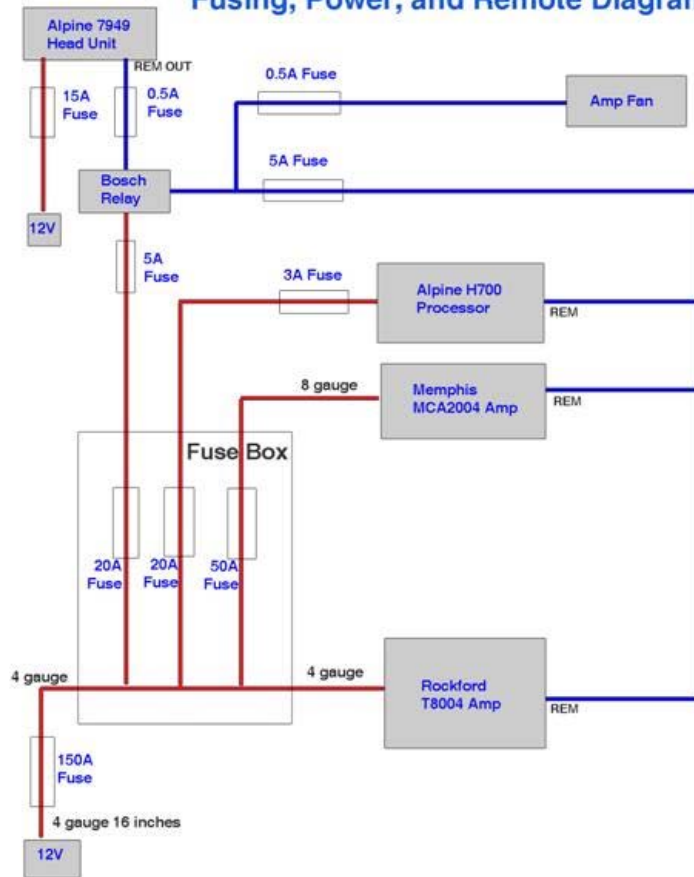 Fusing, Power, and Remote Diagram
Alpine 7949
Head Unit
REM OUT
15A
Fuse
0.5A
Fuse
0.5A Fuse
Amp Fan
5A Fuse
Bosch
Relay
12V
5A
Fuse
3A Fuse
Alpine H700
Processor
REM
8 gauge
Memphis
MCA2004 Amp
REM
Fuse Box
20A
Fuse
20A
Fuse
50A
Fuse
4 gauge
4 gauge
Rockford
T8004 Amp
REM
150A
Fuse
4 gauge 16 inches
12V